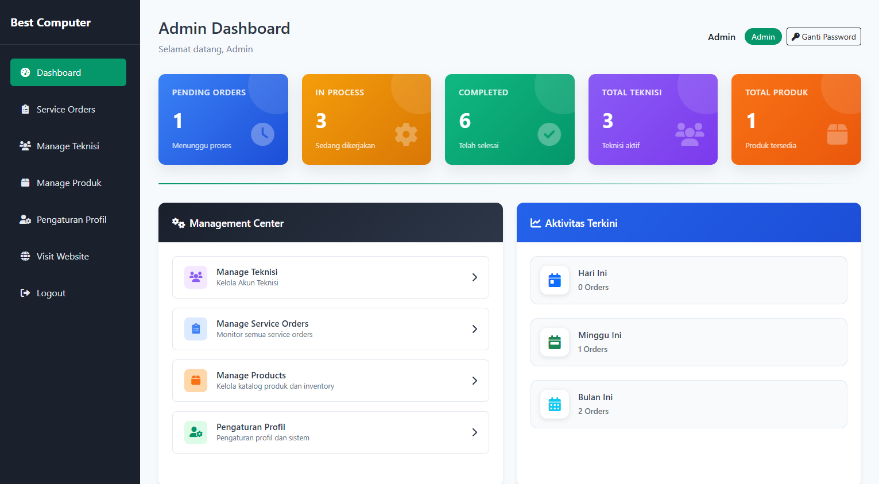 Best Computer
Dashboard
Service Orders
Manage Teknisi
Manage Produk
Pengaturan Profil
Visit Website
Logout
Admin Dashboard
Selamat datang, Admin
Admin
Admin
Ganti Password
PENDING ORDERS
1
Menunggu proses
IN PROCESS
3
Sedang dikerjakan
COMPLETED
6
Telah selesai
TOTAL TEKNISI
3
Teknisi aktif
TOTAL PRODUK
1
Produk tersedia
Management Center
Manage Teknisi
Kelola Akun Teknisi
Manage Service Orders
Monitor semua service orders
Manage Products
Kelola katalog produk dan inventory
Pengaturan Profil
Pengaturan profil dan sistem
Aktivitas Terkini
Hari Ini
0 Orders
Minggu Ini
1 Orders
Bulan Ini
2 Orders